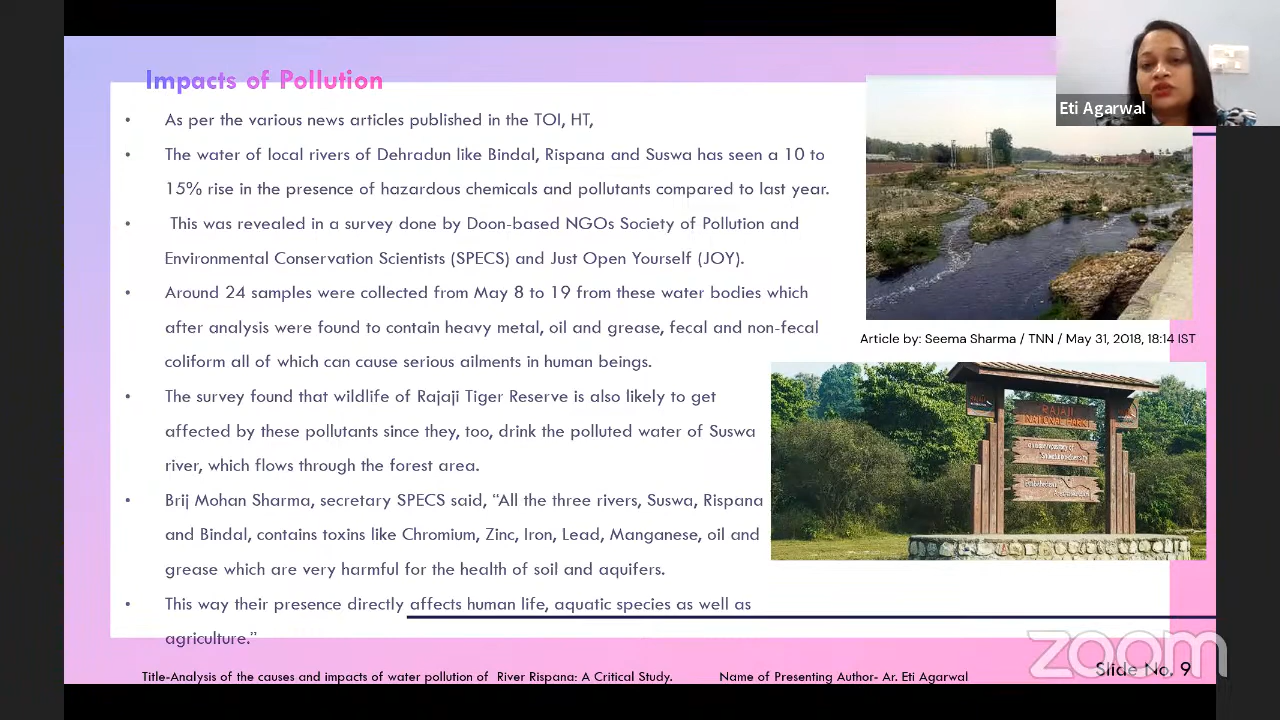 Impacts of Pollution
Eti Agarwal
• As per the various news articles published in the TOI, HT,
• The water of local rivers of Dehradun like Bindal, Rispana and Suswa has seen a 10 to
15% rise in the presence of hazardous chemicals and pollutants compared to last year.
• This was revealed in a survey done by Doon-based NGOs Society of Pollution and
Environmental Conservation Scientists (SPECS) and Just Open Yourself (JOY).
• Around 24 samples were collected from May 8 to 19 from these water bodies which
after analysis were found to contain heavy metal, oil and grease, fecal and non-fecal
coliform all of which can cause serious ailments in human beings.
• The survey found that wildlife of Rajaji Tiger Reserve is also likely to get
affected by these pollutants since they, too, drink the polluted water of Suswa
river, which flows through the forest area.
• Brij Mohan Sharma, secretary SPECS said, “All the three rivers, Suswa, Rispana
and Bindal, contains toxins like Chromium, Zinc, Iron, Lead, Manganese, oil and
grease which are very harmful for the health of soil and aquifers.
• This way their presence directly affects human life, aquatic species as well as
agriculture.”
Article by: Seema Sharma / TNN / May 31, 2018, 18:14 IST
RAJAJI
NATIONAL PARK
Title-Analysis of the causes and impacts of water pollution of River Rispana: A Critical Study.
Name of Presenting Author- Ar. Eti Agarwal
Slide No. 9
zoom